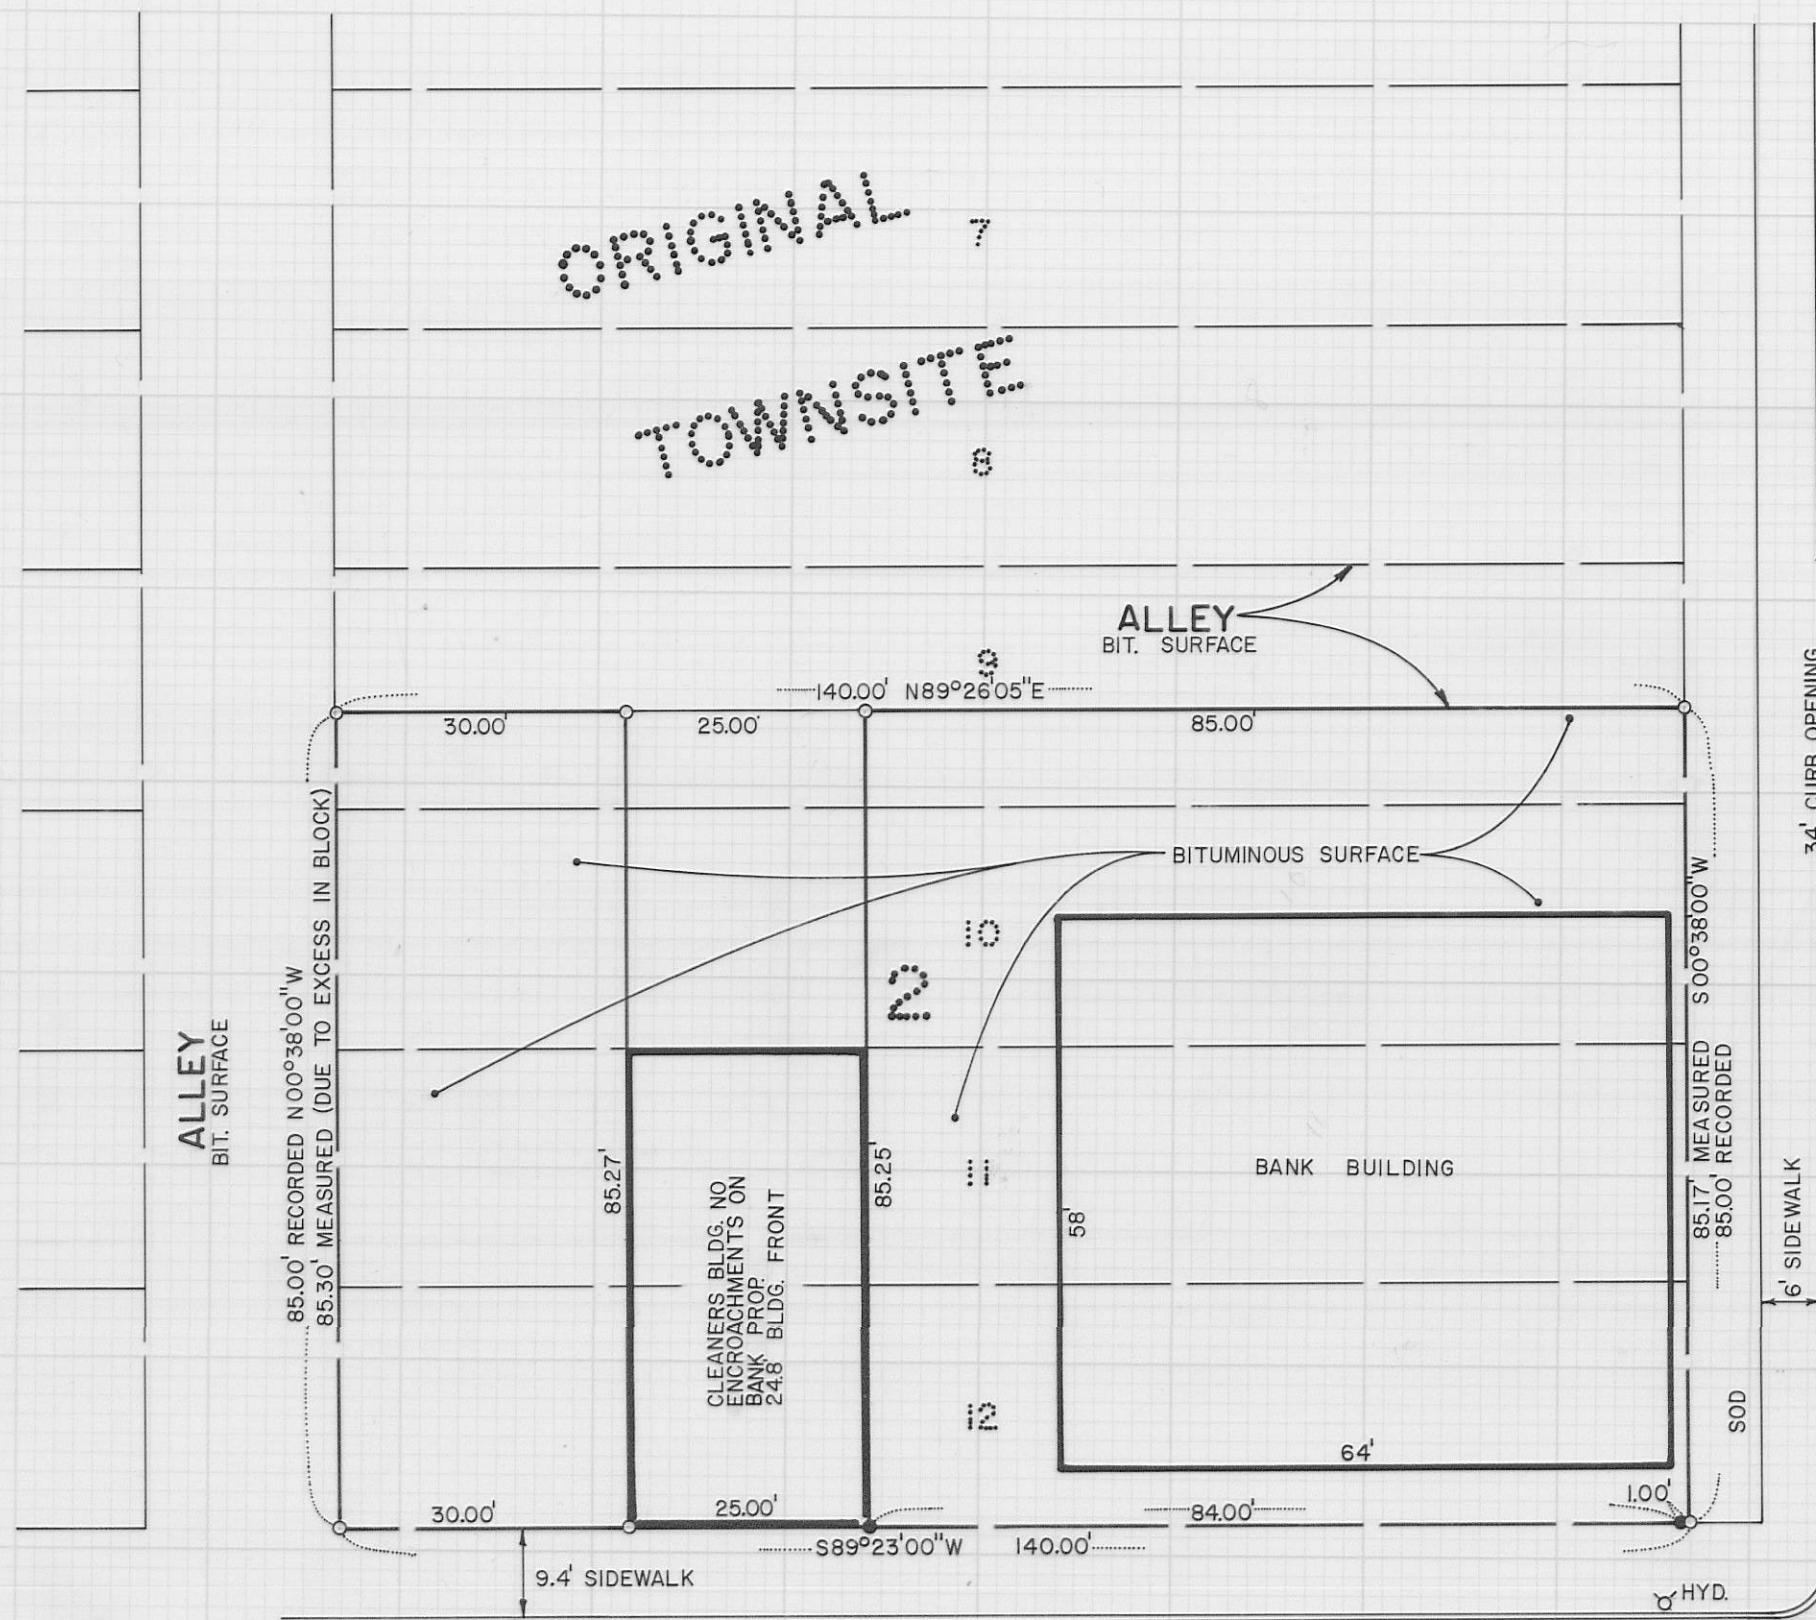 ORIGINAL
7
TOWNSITE
8
ALLEY
BIT. SURFACE
9
140.00' N89°26'05"E
30.00'
25.00'
85.00'
34' CURB OPENING
BITUMINOUS SURFACE
10
2
ALLEY
BIT. SURFACE
85.00' RECORDED N00°38'00"W
85.30' MEASURED (DUE TO EXCESS IN BLOCK)
85.27'
CLEANERS BLDG. NO
ENCROACHMENTS ON
BANK PROP.
24.8' BLDG. FRONT
85.25'
11
58'
BANK BUILDING
85.17' MEASURED S00°38'00"W
85.00' RECORDED
6' SIDEWALK
12
64'
SOD
30.00'
25.00'
84.00'
1.00'
S89°23'00"W 140.00'
9.4' SIDEWALK
HYD.